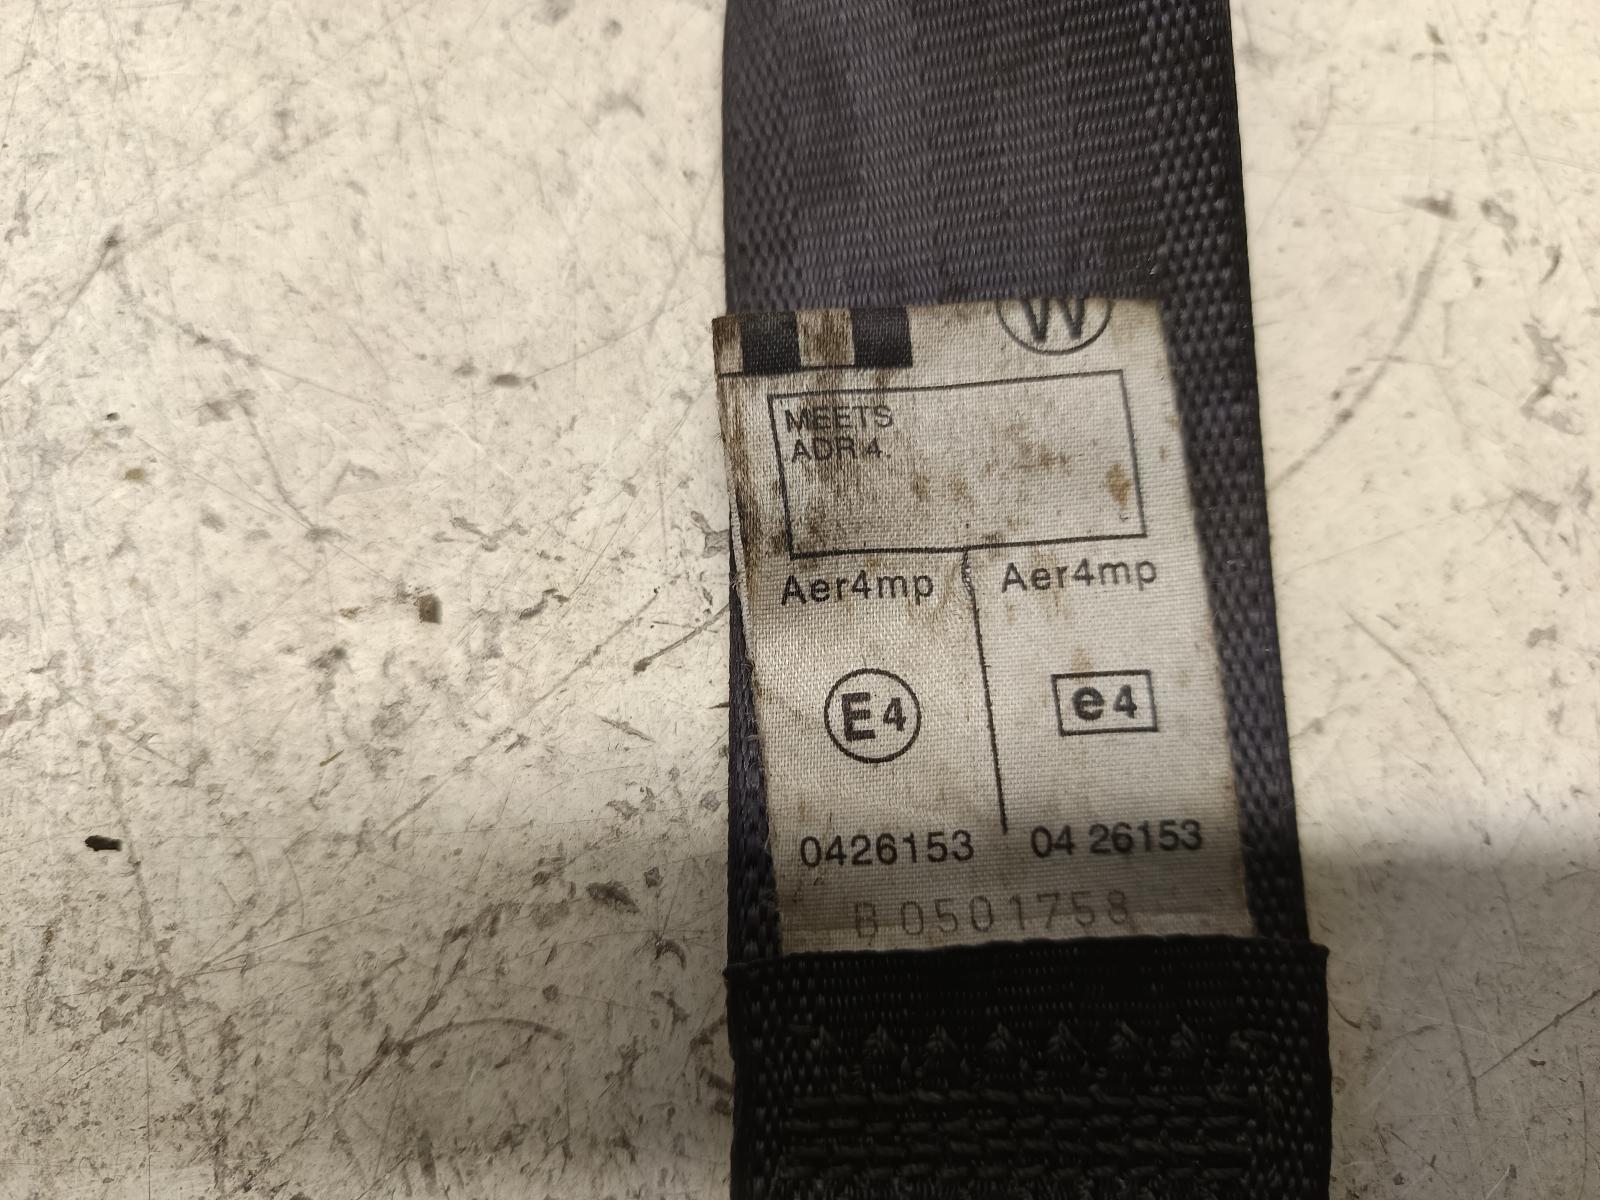 W
MEETS
ADR 4.
Aer4mp Aer4mp
E4 e4
0426153 04 26153
B 0501758